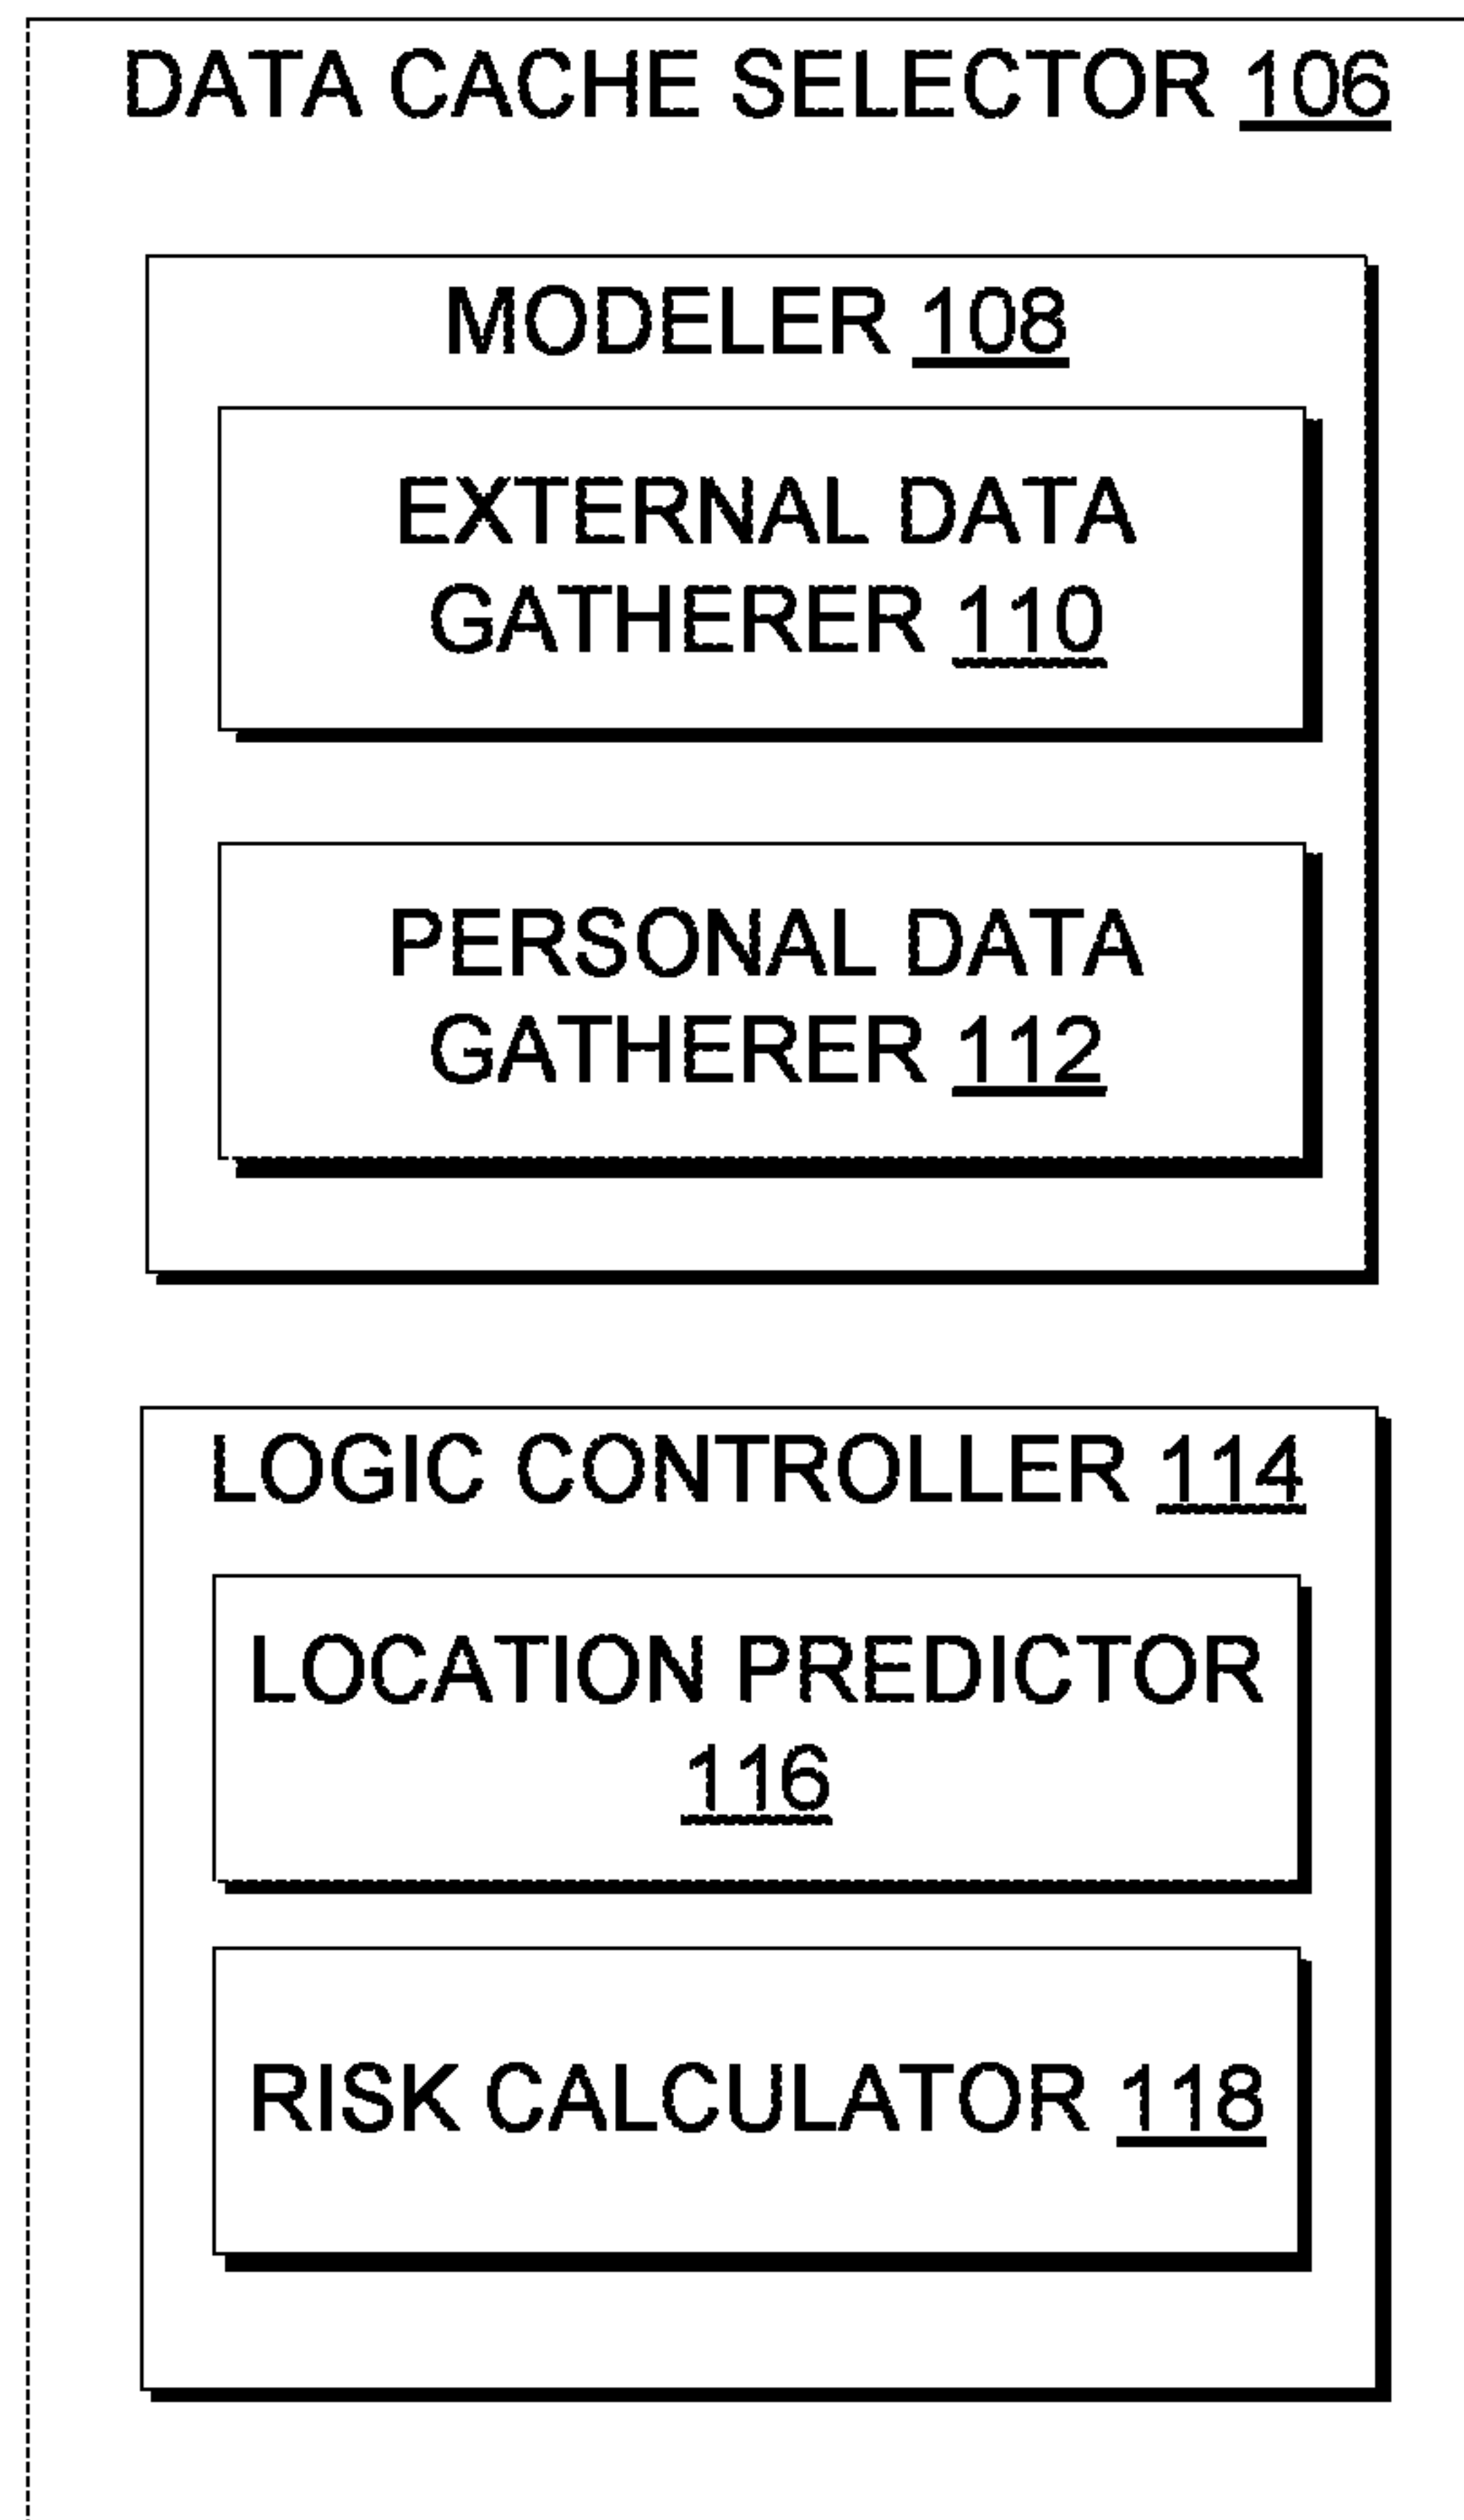 DATA CACHE SELECTOR 106
MODELER 108
EXTERNAL DATA
GATHERER 110
PERSONAL DATA
GATHERER 112
LOGIC CONTROLLER 114
LOCATION PREDICTOR
116
RISK CALCULATOR 118